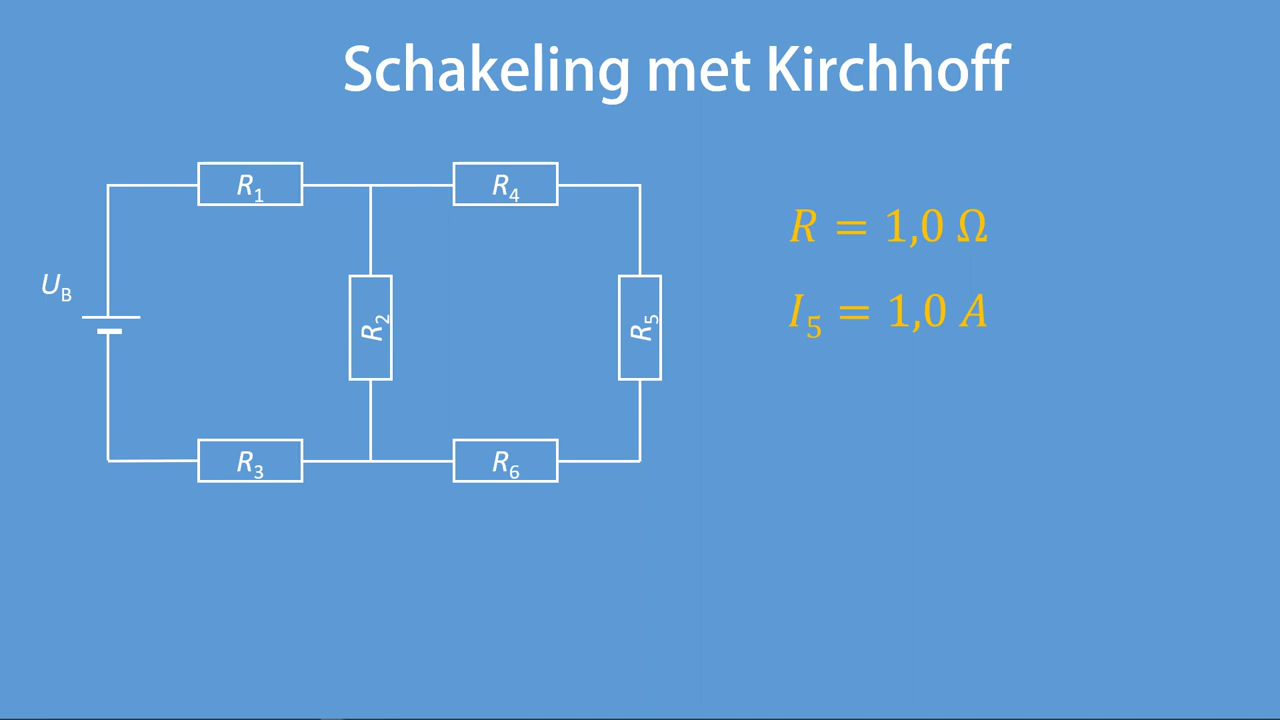 Schakeling met Kirchhoff
R₁
R₄
R = 1,0 Ω
U_B
R₂
R₅
I₅ = 1,0 A
R₃
R₆